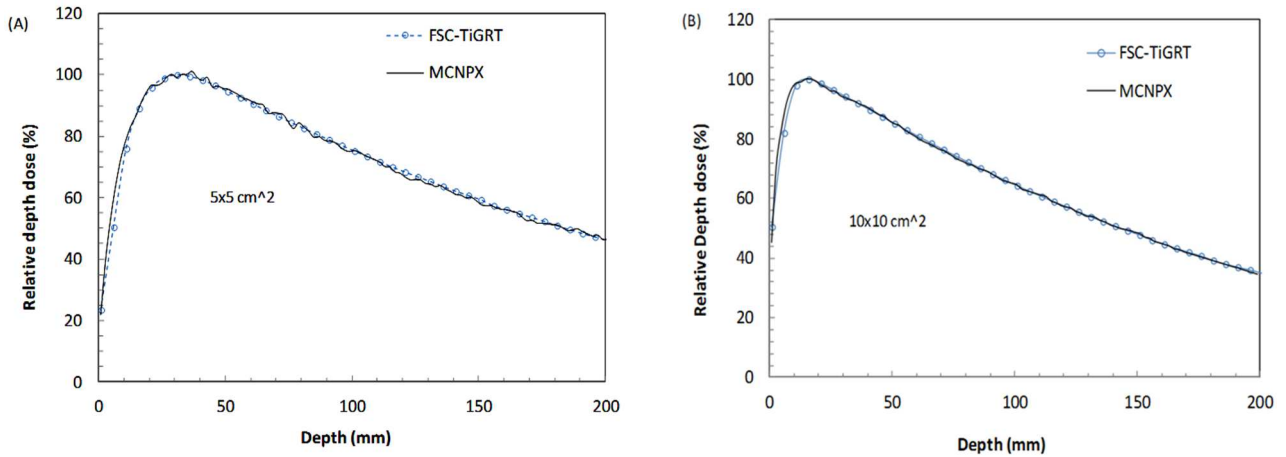 (A)
120
100
80
60
40
20
0
0 50 100 150 200
Relative depth dose (%)
Depth (mm)
FSC-TiGRT
MCNPX
5x5 cm^2
(B)
120
100
80
60
40
20
0
0 50 100 150 200
Relative Depth dose (%)
Depth (mm)
FSC-TiGRT
MCNPX
10x10 cm^2